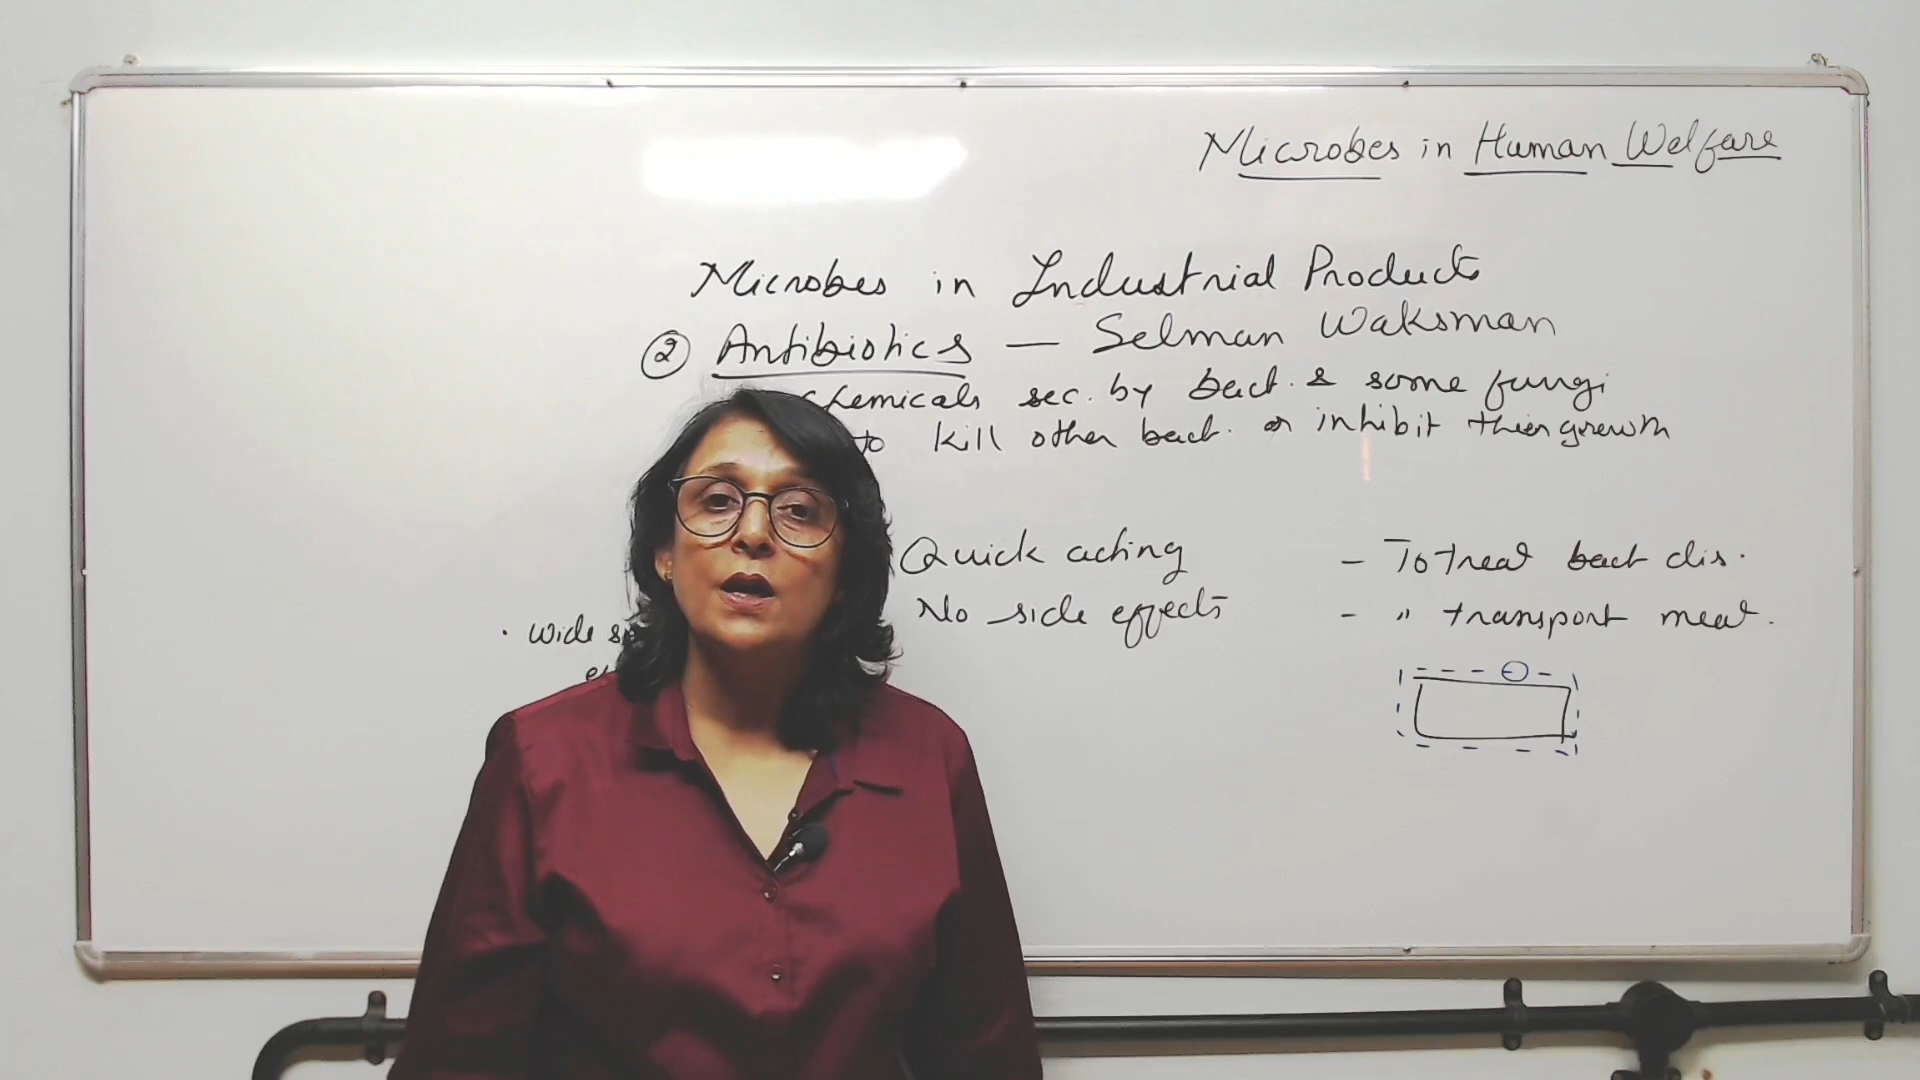 Microbes in Human Welfare
Microbes in Industrial Products
② Antibiotics — Selman Waksman
chemicals sec. by bact. & some fungi
to kill other bact. or inhibit their growth
Quick acting
No side effects
· wide
- To treat bact dis.
- " transport meat.